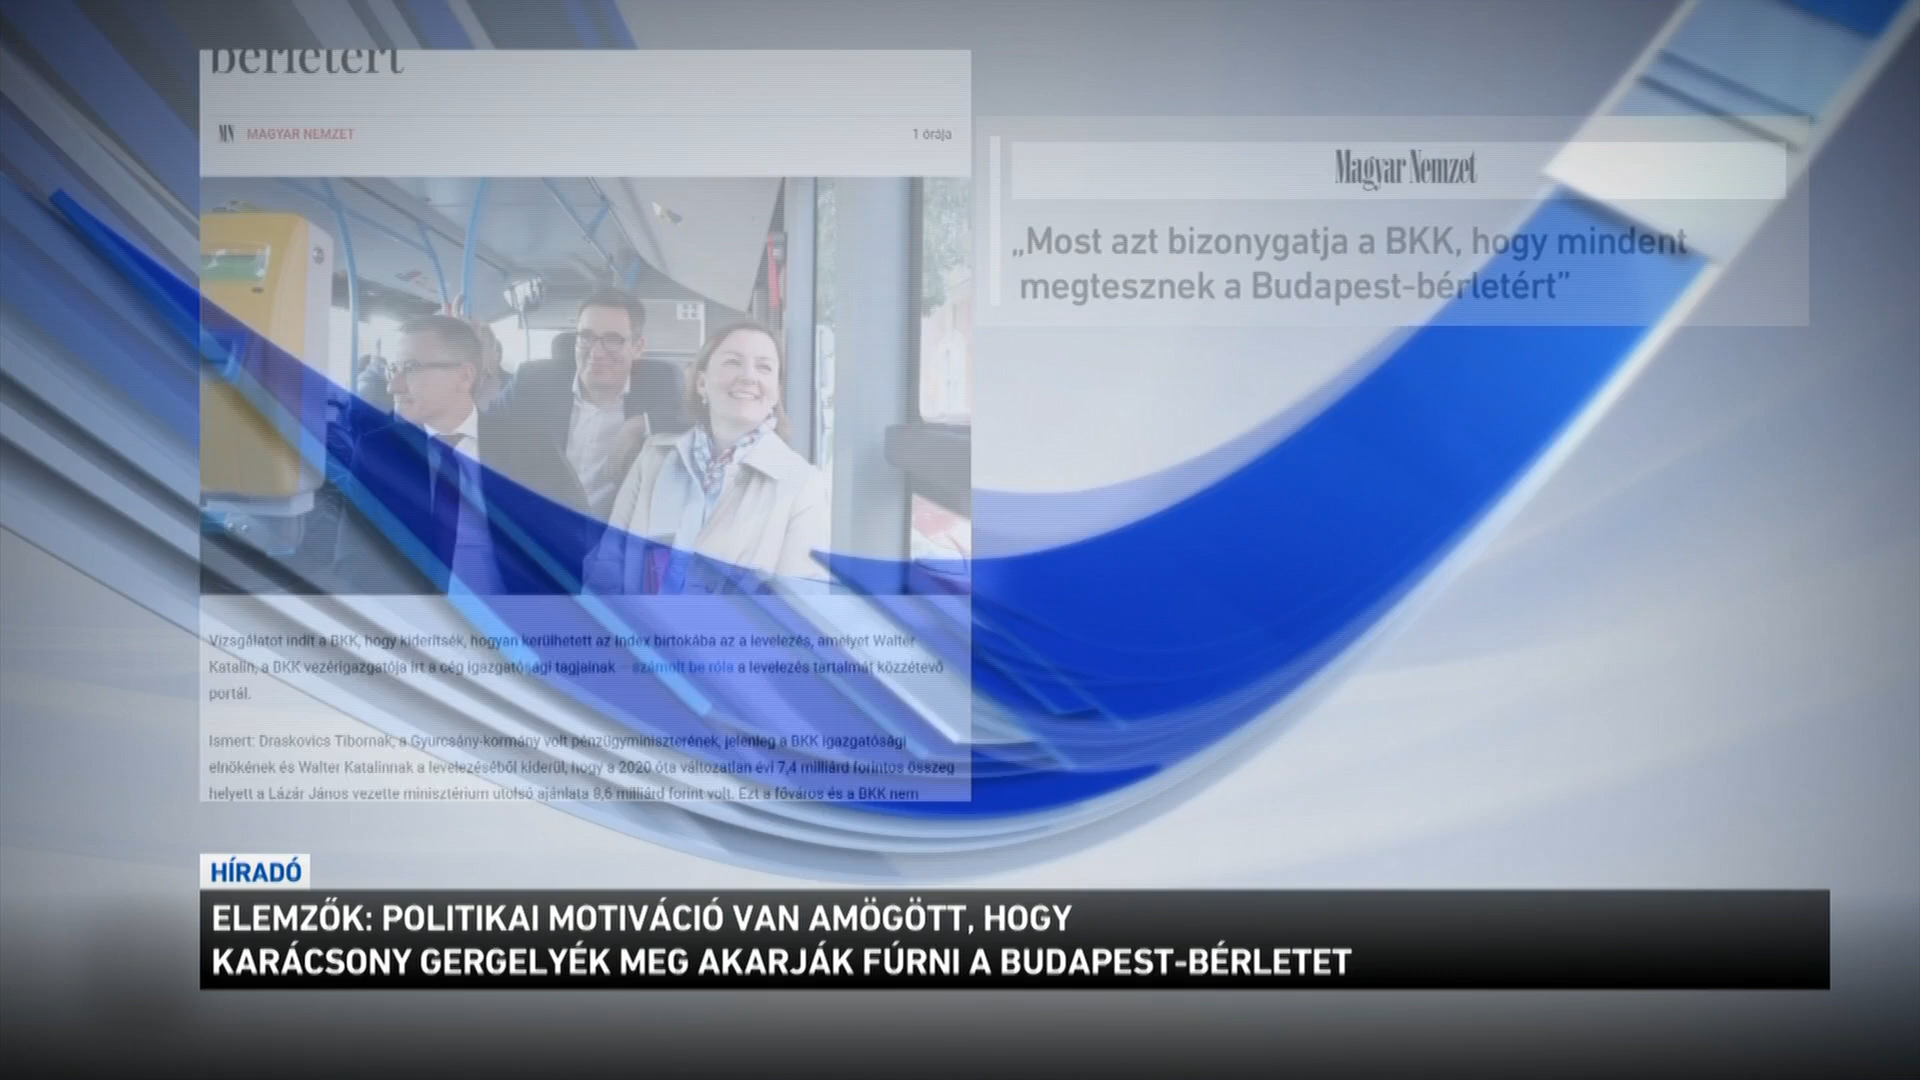 bérletért
MN MAGYAR NEMZET
1 órája
Magyar Nemzet
„Most azt bizonygatja a BKK, hogy mindent
megtesznek a Budapest-bérletért”
Vizsgálatot indít a BKK, hogy kiderítsék, hogyan kerülhetett az Index birtokába az a levelezés, amelyet Walter
Katalin, a BKK vezérigazgatója írt a cég igazgatósági tagjainak – számolt be róla a levelezés tartalmát közzétevő
portál.
Ismert: Draskovics Tibornak, a Gyurcsány-kormány volt pénzügyminiszterének, jelenleg a BKK igazgatósági
elnökének és Walter Katalinnak a levelezéséből kiderül, hogy a 2020 óta változatlan évi 7,4 milliárd forintos összeg
helyett a Lázár János vezette minisztérium utolsó ajánlata 8,6 milliárd forint volt. Ezt a főváros és a BKK nem
HÍRADÓ
ELEMZŐK: POLITIKAI MOTIVÁCIÓ VAN AMÖGÖTT, HOGY
KARÁCSONY GERGELYÉK MEG AKARJÁK FÚRNI A BUDAPEST-BÉRLETET